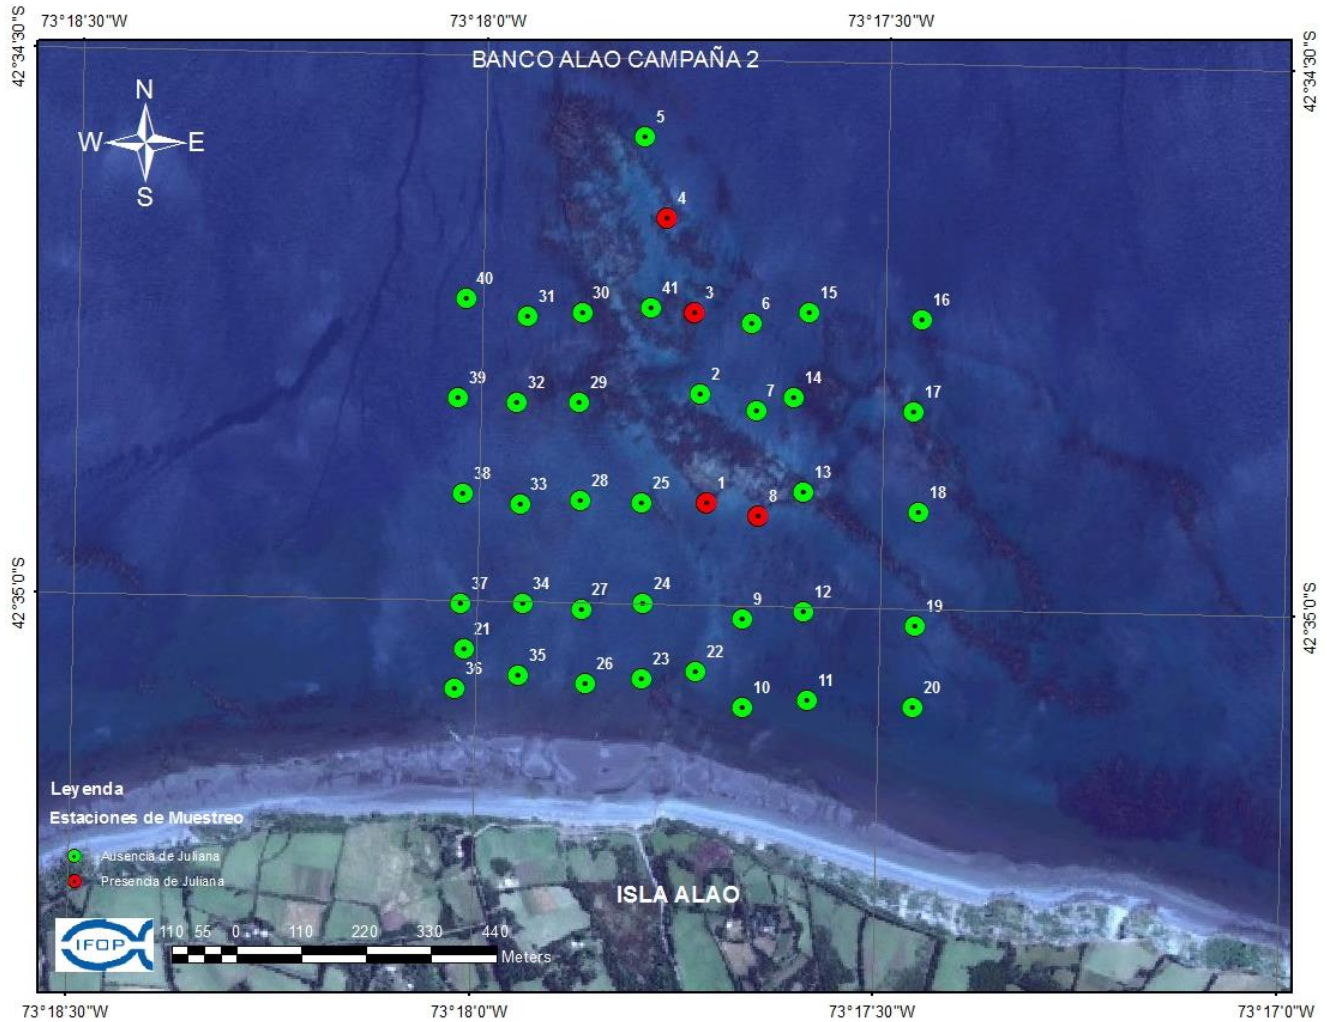 73°18'30"W 73°18'0"W 73°17'30"W
42°34'30"S
42°34'30"S
BANCO ALAO CAMPAÑA 2
N
W E
S
5
4
40 31 30 41 3 6 15 16
39 32 29 2 7 14 17
38 33 28 25 1 8 13 18
42°35'0"S
37 34 27 24 9 12 19
42°35'0"S
21
36 35 26 23 22 10 11 20
Leyenda
Estaciones de Muestreo
Ausencia de Juliana
Presencia de Juliana
ISLA ALAO
IFOP
110 55 0 110 220 330 440
Meters
73°18'30"W 73°18'0"W 73°17'30"W 73°17'0"W